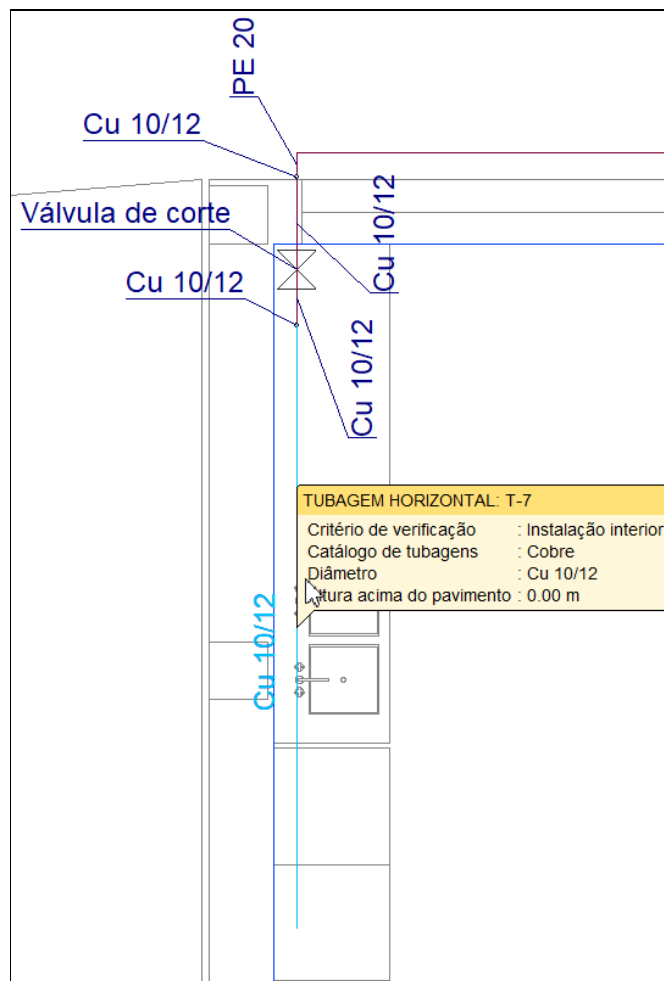 PE 20
Cu 10/12
Cu 10/12
Válvula de corte
Cu 10/12
Cu 10/12
TUBAGEM HORIZONTAL: T-7
Critério de verificação : Instalação interior
Catálogo de tubagens : Cobre
Diâmetro : Cu 10/12
tura acima do pavimento : 0.00 m
Cu 10/12